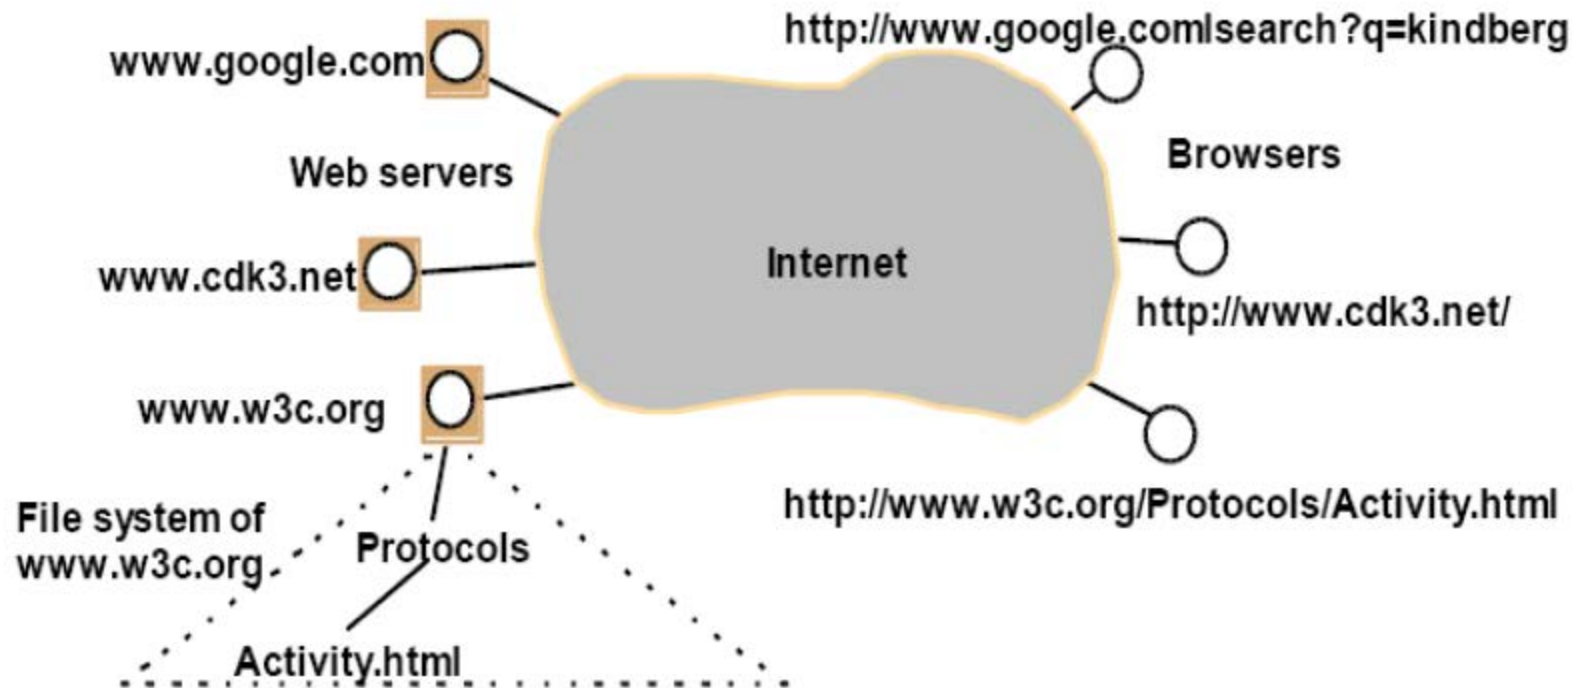 http://www.google.comlsearch?q=kindberg
www.google.com
Browsers
Web servers
Internet
www.cdk3.net
http://www.cdk3.net/
www.w3c.org
http://www.w3c.org/Protocols/Activity.html
File system of
www.w3c.org
Protocols
Activity.html